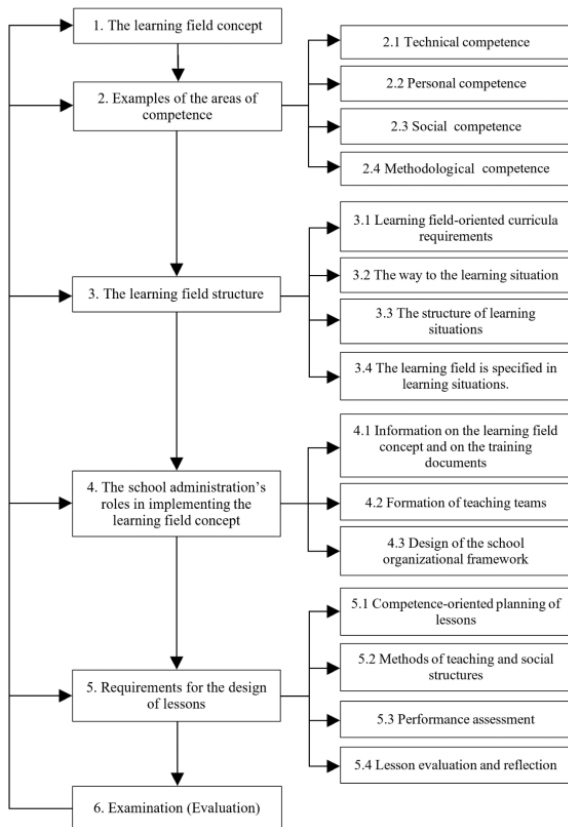 1. The learning field concept
2. Examples of the areas of
competence
2.1 Technical competence
2.2 Personal competence
2.3 Social competence
2.4 Methodological competence
3. The learning field structure
3.1 Learning field-oriented curricula
requirements
3.2 The way to the learning situation
3.3 The structure of learning
situations
3.4 The learning field is specified in
learning situations.
4. The school administration's
roles in implementing the
learning field concept
4.1 Information on the learning field
concept and on the training
documents
4.2 Formation of teaching teams
4.3 Design of the school
organizational framework
5. Requirements for the design
of lessons
5.1 Competence-oriented planning of
lessons
5.2 Methods of teaching and social
structures
5.3 Performance assessment
5.4 Lesson evaluation and reflection
6. Examination (Evaluation)